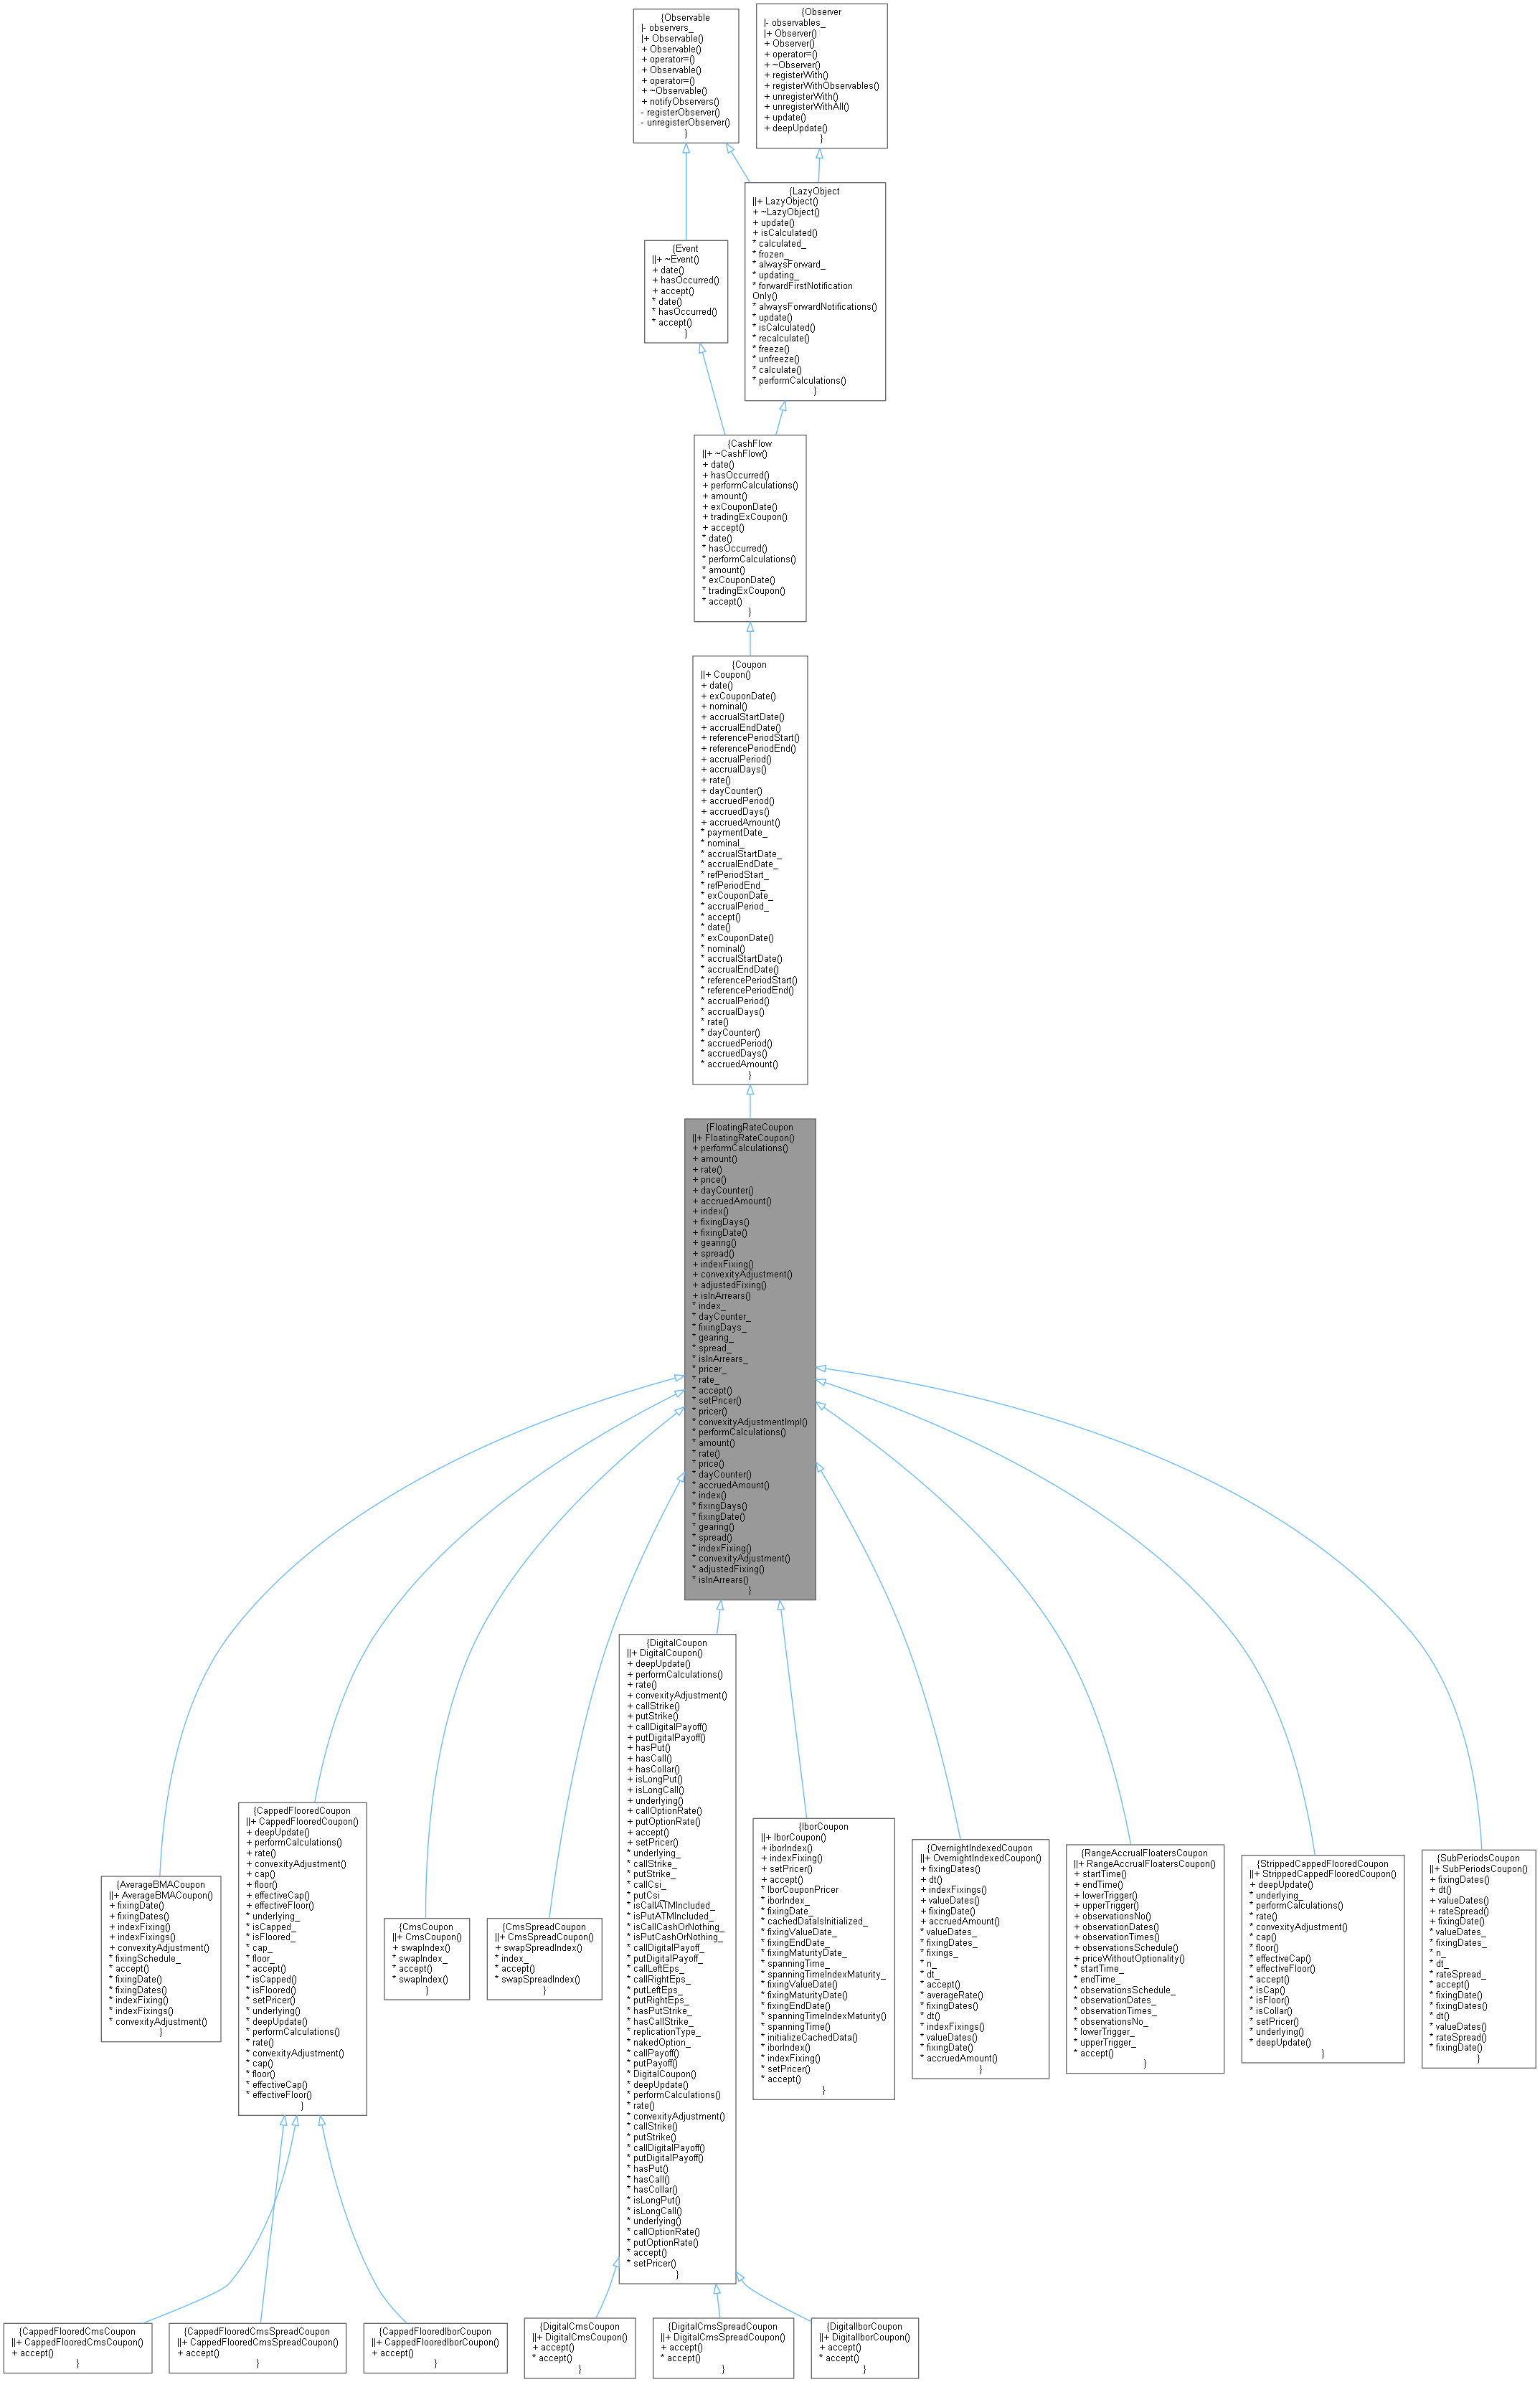 {Observable
|- observers_
|+ Observable()
+ Observable()
+ operator=()
+ Observable()
+ operator=()
+ ~Observable()
+ notifyObservers()
- registerObserver()
- unregisterObserver()
}
{Observer
|- observables_
|+ Observer()
+ Observer()
+ operator=()
+ ~Observer()
+ registerWith()
+ registerWithObservables()
+ unregisterWith()
+ unregisterWithAll()
+ update()
+ deepUpdate()
}
{LazyObject
||+ LazyObject()
+ ~LazyObject()
+ update()
+ isCalculated()
* calculated_
* frozen_
* alwaysForward_
* updating_
* forwardFirstNotification
Only()
* alwaysForwardNotifications()
* update()
* isCalculated()
* recalculate()
* freeze()
* unfreeze()
* calculate()
* performCalculations()
}
{Event
||+ ~Event()
+ date()
+ hasOccurred()
+ accept()
* date()
* hasOccurred()
* accept()
}
{CashFlow
||+ ~CashFlow()
+ date()
+ hasOccurred()
+ performCalculations()
+ amount()
+ exCouponDate()
+ tradingExCoupon()
+ accept()
* date()
* hasOccurred()
* performCalculations()
* amount()
* exCouponDate()
* tradingExCoupon()
* accept()
}
{Coupon
||+ Coupon()
+ date()
+ exCouponDate()
+ nominal()
+ accrualStartDate()
+ accrualEndDate()
+ referencePeriodStart()
+ referencePeriodEnd()
+ accrualPeriod()
+ accrualDays()
+ rate()
+ dayCounter()
+ accruedPeriod()
+ accruedDays()
+ accruedAmount()
* paymentDate_
* nominal_
* accrualStartDate_
* accrualEndDate_
* refPeriodStart_
* refPeriodEnd_
* exCouponDate_
* accrualPeriod_
* accept()
* date()
* exCouponDate()
* nominal()
* accrualStartDate()
* accrualEndDate()
* referencePeriodStart()
* referencePeriodEnd()
* accrualPeriod()
* accrualDays()
* rate()
* dayCounter()
* accruedPeriod()
* accruedDays()
* accruedAmount()
}
{FloatingRateCoupon
||+ FloatingRateCoupon()
+ performCalculations()
+ amount()
+ rate()
+ price()
+ dayCounter()
+ accruedAmount()
+ index()
+ fixingDays()
+ fixingDate()
+ gearing()
+ spread()
+ indexFixing()
+ convexityAdjustment()
+ adjustedFixing()
+ isInArrears()
* index_
* dayCounter_
* fixingDays_
* gearing_
* spread_
* isInArrears_
* pricer_
* rate_
* accept()
* setPricer()
* pricer()
* convexityAdjustmentImpl()
* performCalculations()
* amount()
* rate()
* price()
* dayCounter()
* accruedAmount()
* index()
* fixingDays()
* fixingDate()
* gearing()
* spread()
* indexFixing()
* convexityAdjustment()
* adjustedFixing()
* isInArrears()
}
{AverageBMACoupon
||+ AverageBMACoupon()
+ fixingDate()
+ fixingDates()
+ indexFixing()
+ indexFixings()
+ convexityAdjustment()
* fixingSchedule_
* accept()
* fixingDate()
* fixingDates()
* indexFixing()
* indexFixings()
* convexityAdjustment()
}
{CappedFlooredCoupon
||+ CappedFlooredCoupon()
+ deepUpdate()
+ performCalculations()
+ rate()
+ convexityAdjustment()
+ cap()
+ floor()
+ effectiveCap()
+ effectiveFloor()
* underlying_
* isCapped_
* isFloored_
* cap_
* floor_
* accept()
* isCapped()
* isFloored()
* setPricer()
* underlying()
* deepUpdate()
* performCalculations()
* rate()
* convexityAdjustment()
* cap()
* floor()
* effectiveCap()
* effectiveFloor()
}
{CmsCoupon
||+ CmsCoupon()
+ swapIndex()
* swapIndex_
* accept()
* swapIndex()
}
{CmsSpreadCoupon
||+ CmsSpreadCoupon()
+ swapSpreadIndex()
* index_
* accept()
* swapSpreadIndex()
}
{DigitalCoupon
||+ DigitalCoupon()
+ deepUpdate()
+ performCalculations()
+ rate()
+ convexityAdjustment()
+ callStrike()
+ putStrike()
+ callDigitalPayoff()
+ putDigitalPayoff()
+ hasPut()
+ hasCall()
+ hasCollar()
+ isLongPut()
+ isLongCall()
+ underlying()
+ callOptionRate()
+ putOptionRate()
+ accept()
+ setPricer()
* underlying_
* callStrike_
* putStrike_
* callCsi_
* putCsi_
* isCallATMIncluded_
* isPutATMIncluded_
* isCallCashOrNothing_
* isPutCashOrNothing_
* callDigitalPayoff_
* putDigitalPayoff_
* callLeftEps_
* callRightEps_
* putLeftEps_
* putRightEps_
* hasPutStrike_
* hasCallStrike_
* replicationType_
* nakedOption_
* callPayoff()
* putPayoff()
* DigitalCoupon()
* deepUpdate()
* performCalculations()
* rate()
* convexityAdjustment()
* callStrike()
* putStrike()
* callDigitalPayoff()
* putDigitalPayoff()
* hasPut()
* hasCall()
* hasCollar()
* isLongPut()
* isLongCall()
* underlying()
* callOptionRate()
* putOptionRate()
* accept()
* setPricer()
}
{IborCoupon
||+ IborCoupon()
+ iborIndex()
+ indexFixing()
+ setPricer()
+ accept()
* IborCouponPricer
* iborIndex_
* fixingDate_
* cachedDataIsInitialized_
* fixingValueDate_
* fixingEndDate_
* fixingMaturityDate_
* spanningTime_
* spanningTimeIndexMaturity_
* fixingValueDate()
* fixingMaturityDate()
* fixingEndDate()
* spanningTimeIndexMaturity()
* spanningTime()
* initializeCachedData()
* iborIndex()
* indexFixing()
* setPricer()
* accept()
}
{OvernightIndexedCoupon
||+ OvernightIndexedCoupon()
+ fixingDates()
+ dt()
+ indexFixings()
+ valueDates()
+ fixingDate()
+ accruedAmount()
* valueDates_
* fixingDates_
* fixings_
* n_
* dt_
* accept()
* averageRate()
* fixingDates()
* dt()
* indexFixings()
* valueDates()
* fixingDate()
* accruedAmount()
}
{RangeAccrualFloatersCoupon
||+ RangeAccrualFloatersCoupon()
+ startTime()
+ endTime()
+ lowerTrigger()
+ upperTrigger()
+ observationsNo()
+ observationDates()
+ observationTimes()
+ observationsSchedule()
+ priceWithoutOptionality()
* startTime_
* endTime_
* observationsSchedule_
* observationDates_
* observationTimes_
* observationsNo_
* lowerTrigger_
* upperTrigger_
* accept()
}
{StrippedCappedFlooredCoupon
||+ StrippedCappedFlooredCoupon()
+ deepUpdate()
* underlying_
* performCalculations()
* rate()
* convexityAdjustment()
* cap()
* floor()
* effectiveCap()
* effectiveFloor()
* accept()
* isCap()
* isFloor()
* isCollar()
* setPricer()
* underlying()
* deepUpdate()
}
{SubPeriodsCoupon
||+ SubPeriodsCoupon()
+ fixingDates()
+ dt()
+ valueDates()
+ rateSpread()
+ fixingDate()
* valueDates_
* fixingDates_
* n_
* dt_
* rateSpread_
* accept()
* fixingDate()
* fixingDates()
* dt()
* valueDates()
* rateSpread()
* fixingDate()
}
{CappedFlooredCmsCoupon
||+ CappedFlooredCmsCoupon()
+ accept()
}
{CappedFlooredCmsSpreadCoupon
||+ CappedFlooredCmsSpreadCoupon()
+ accept()
}
{CappedFlooredIborCoupon
||+ CappedFlooredIborCoupon()
+ accept()
}
{DigitalCmsCoupon
||+ DigitalCmsCoupon()
+ accept()
* accept()
}
{DigitalCmsSpreadCoupon
||+ DigitalCmsSpreadCoupon()
+ accept()
* accept()
}
{DigitalIborCoupon
||+ DigitalIborCoupon()
+ accept()
* accept()
}